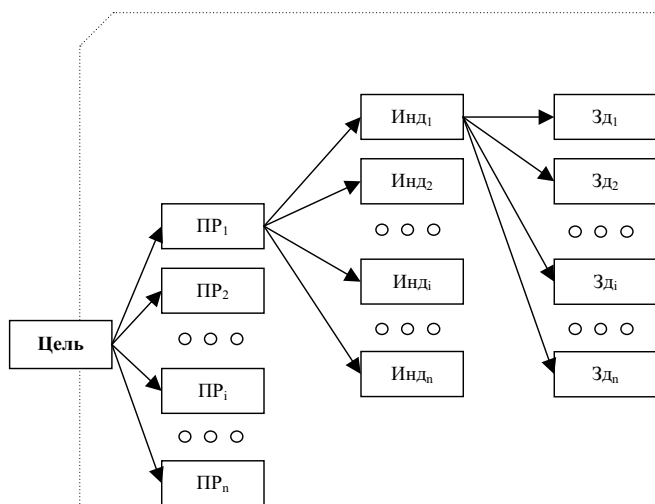 Инд₁
Зд₁
Инд₂
Зд₂
ПР₁
Индᵢ
Здᵢ
ПР₂
Цель
Индₙ
Здₙ
ПРᵢ
ПРₙ